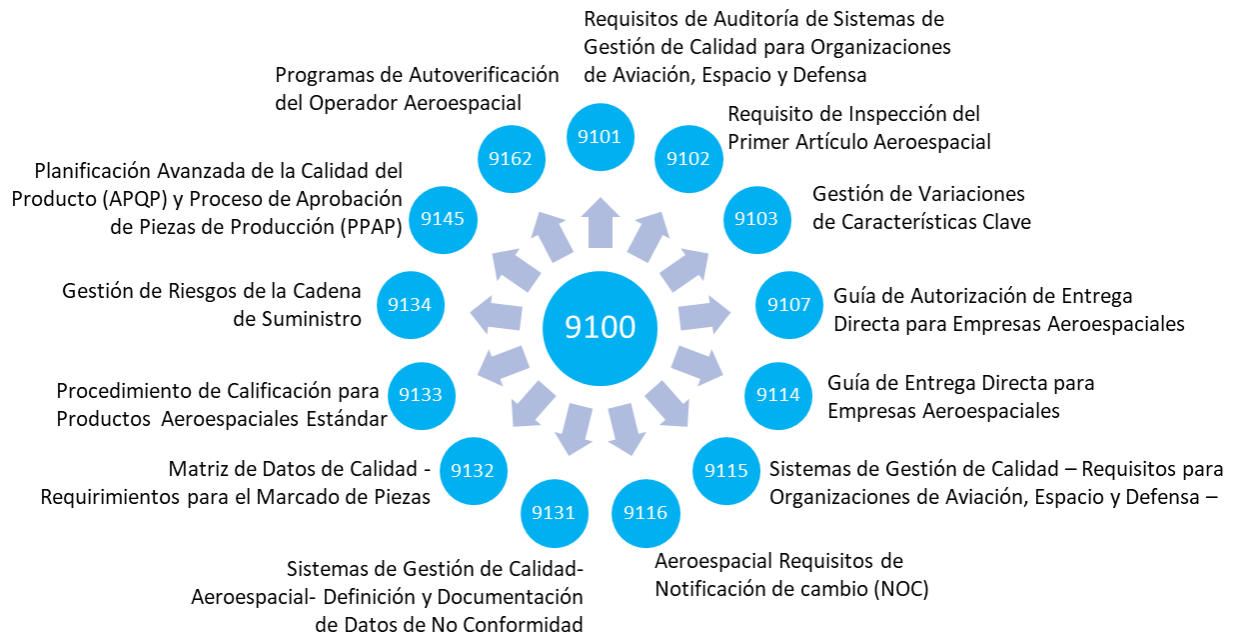 Requisitos de Auditoría de Sistemas de
Gestión de Calidad para Organizaciones
de Aviación, Espacio y Defensa
9101
Requisito de Inspección del
Primer Artículo Aeroespacial
9102
Gestión de Variaciones
de Características Clave
9103
Guía de Autorización de Entrega
Directa para Empresas Aeroespaciales
9107
Guía de Entrega Directa para
Empresas Aeroespaciales
9114
Sistemas de Gestión de Calidad – Requisitos para
Organizaciones de Aviación, Espacio y Defensa –
9115
Aeroespacial Requisitos de
Notificación de cambio (NOC)
9116
Sistemas de Gestión de Calidad-
Aeroespacial- Definición y Documentación
de Datos de No Conformidad
9131
Matriz de Datos de Calidad -
Requirimientos para el Marcado de Piezas
9132
Procedimiento de Calificación para
Productos Aeroespaciales Estándar
9133
Gestión de Riesgos de la Cadena
de Suministro
9134
Planificación Avanzada de la Calidad del
Producto (APQP) y Proceso de Aprobación
de Piezas de Producción (PPAP)
9145
Programas de Autoverificación
del Operador Aeroespacial
9162
9100